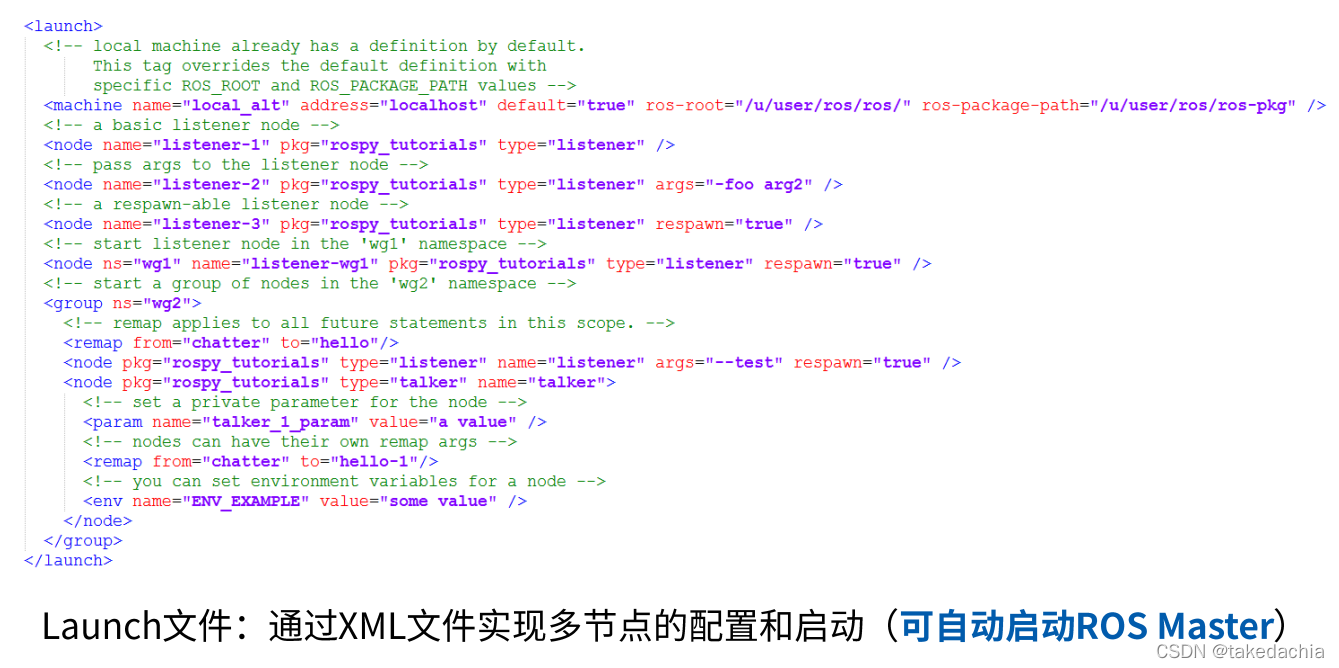 <launch>
<!-- local machine already has a definition by default.
This tag overrides the default definition with
specific ROS_ROOT and ROS_PACKAGE_PATH values -->
<machine name="local_alt" address="localhost" default="true" ros-root="/u/user/ros/ros/" ros-package-path="/u/user/ros/ros-pkg" />
<!-- a basic listener node -->
<node name="listener-1" pkg="rospy_tutorials" type="listener" />
<!-- pass args to the listener node -->
<node name="listener-2" pkg="rospy_tutorials" type="listener" args="-foo arg2" />
<!-- a respawn-able listener node -->
<node name="listener-3" pkg="rospy_tutorials" type="listener" respawn="true" />
<!-- start listener node in the 'wg1' namespace -->
<node ns="wg1" name="listener-wg1" pkg="rospy_tutorials" type="listener" respawn="true" />
<!-- start a group of nodes in the 'wg2' namespace -->
<group ns="wg2">
<!-- remap applies to all future statements in this scope. -->
<remap from="chatter" to="hello"/>
<node pkg="rospy_tutorials" type="listener" name="listener" args="--test" respawn="true" />
<node pkg="rospy_tutorials" type="talker" name="talker">
<!-- set a private parameter for the node -->
<param name="talker_1_param" value="a value" />
<!-- nodes can have their own remap args -->
<remap from="chatter" to="hello-1"/>
<!-- you can set environment variables for a node -->
<env name="ENV_EXAMPLE" value="some value" />
</node>
</group>
</launch>
Launch文件：通过XML文件实现多节点的配置和启动（可自动启动ROS Master）
CSDN @takedachia